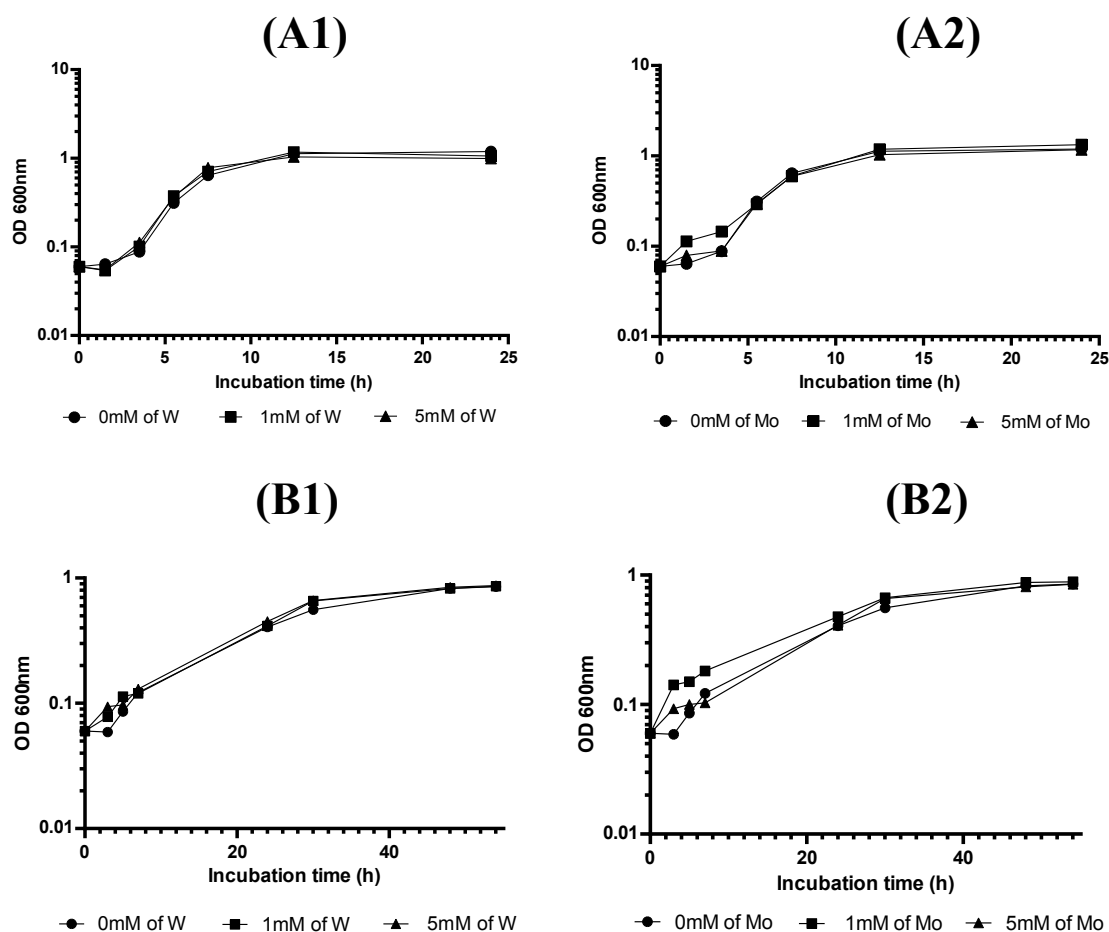 (A1)
10
1
0.1
0.01
OD 600nm
0 5 10 15 20 25
Incubation time (h)
0mM of W 1mM of W 5mM of W
(A2)
10
1
0.1
0.01
OD 600nm
0 5 10 15 20 25
Incubation time (h)
0mM of Mo 1mM of Mo 5mM of Mo
(B1)
1
0.1
0.01
OD 600nm
0 20 40
Incubation time (h)
0mM of W 1mM of W 5mM of W
(B2)
1
0.1
0.01
OD 600nm
0 20 40
Incubation time (h)
0mM of Mo 1mM of Mo 5mM of Mo